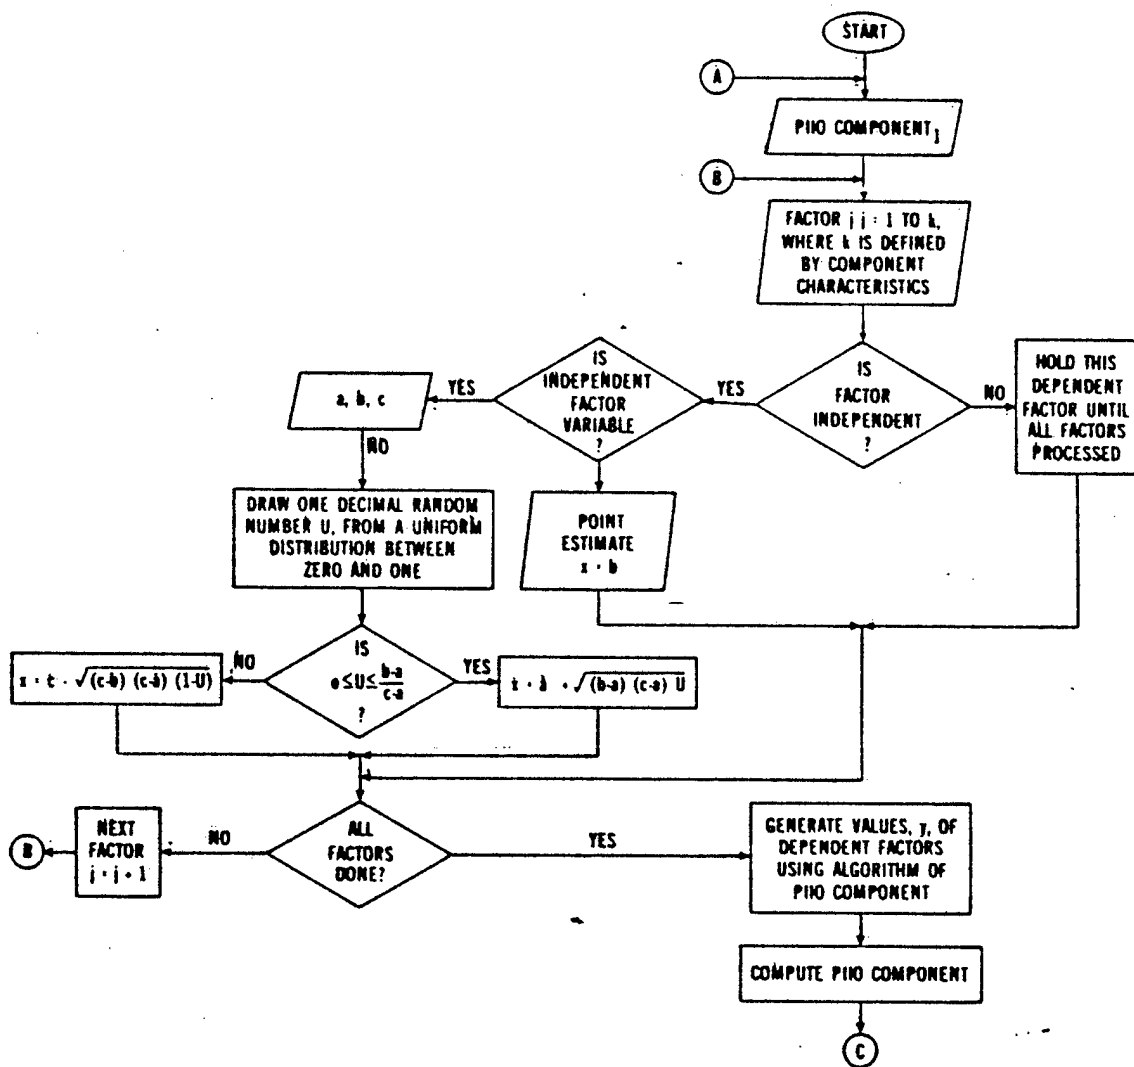 START
A
PIIO COMPONENT1
B
FACTOR j j = 1 TO k,
WHERE k IS DEFINED
BY COMPONENT
CHARACTERISTICS
IS
FACTOR
INDEPENDENT
?
NO
HOLD THIS
DEPENDENT
FACTOR UNTIL
ALL FACTORS
PROCESSED
YES
IS
INDEPENDENT
FACTOR
VARIABLE
?
YES
a, b, c
NO
POINT
ESTIMATE
x = b
DRAW ONE DECIMAL RANDOM
NUMBER U, FROM A UNIFORM
DISTRIBUTION BETWEEN
ZERO AND ONE
IS
o ≤ U ≤ b-a / c-a
?
NO
x = c - √(c-b) (c-a) (1-U)
YES
x = a + √(b-a) (c-a) U
ALL
FACTORS
DONE?
NO
NEXT
FACTOR
j = j + 1
B
YES
GENERATE VALUES, y, OF
DEPENDENT FACTORS
USING ALGORITHM OF
PIIO COMPONENT
COMPUTE PIIO COMPONENT
C